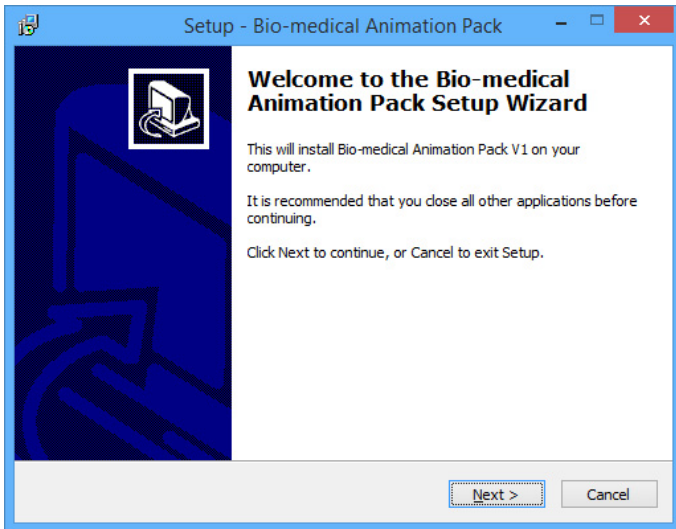 Setup - Bio-medical Animation Pack
Welcome to the Bio-medical
Animation Pack Setup Wizard
This will install Bio-medical Animation Pack V1 on your
computer.
It is recommended that you close all other applications before
continuing.
Click Next to continue, or Cancel to exit Setup.
Next >
Cancel